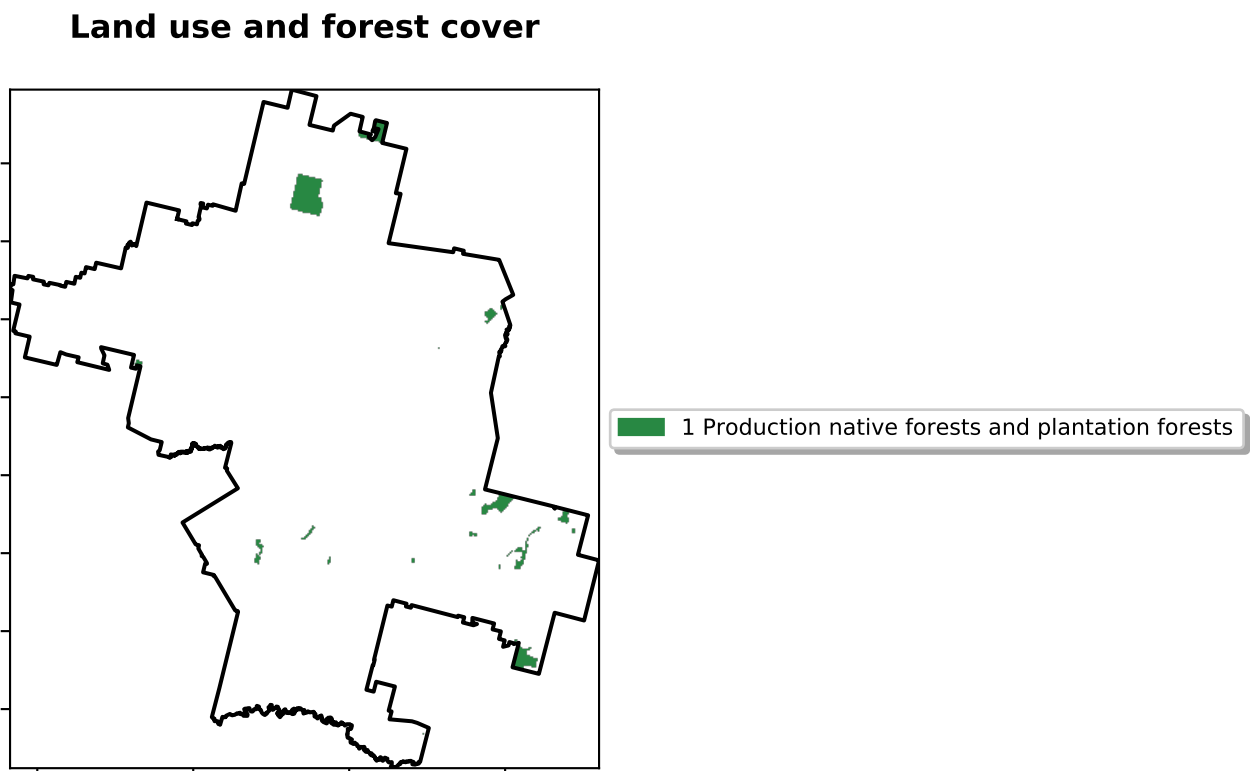 Land use and forest cover
1 Production native forests and plantation forests